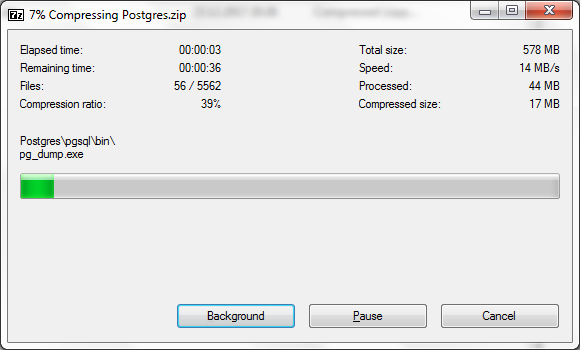 7z 7% Compressing Postgres.zip
Elapsed time: 00:00:03 Total size: 578 MB
Remaining time: 00:00:36 Speed: 14 MB/s
Files: 56 / 5562 Processed: 44 MB
Compression ratio: 39% Compressed size: 17 MB
Postgres\pgsql\bin\
pg_dump.exe
Background Pause Cancel